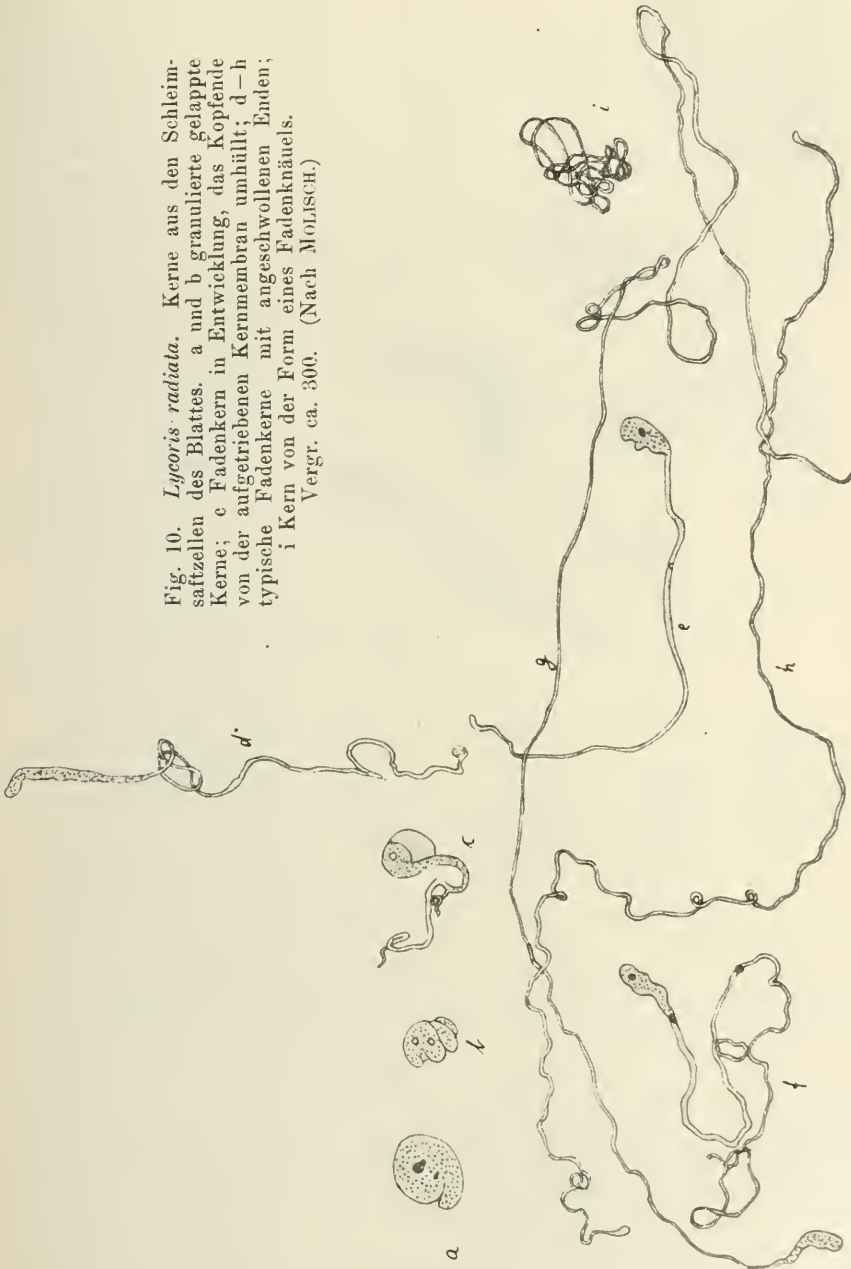 Fig. 10. Lycoris radiata. Kerne aus den Schleim-
saftzellen des Blattes. a und b granulierte gelappte
Kerne; c Fadenkern in Entwicklung, das Kopfende
von der aufgetriebenen Kernmembran umhüllt; d–h
typische Fadenkerne mit angeschwollenen Enden;
i Kern von der Form eines Fadenknäuels.
Vergr. ca. 300. (Nach MOLISCH.)
a
b
c
d
e
f
g
h
i